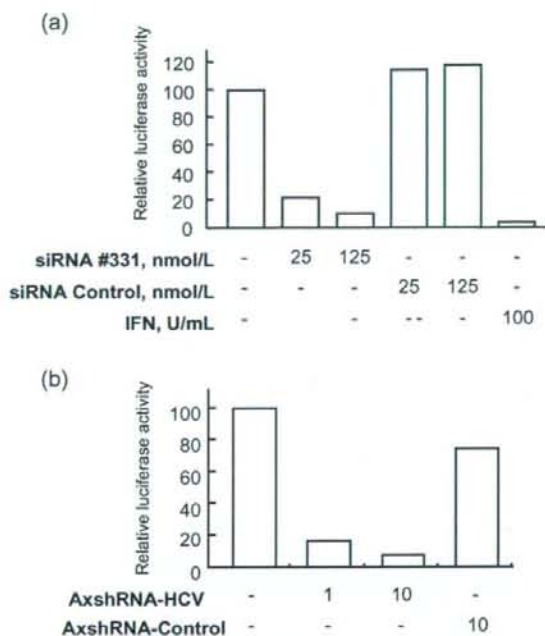 (a)
Relative luciferase activity
120
100
80
60
40
20
0
siRNA #331, nmol/L - 25 125 - - -
siRNA Control, nmol/L - - - 25 125 -
IFN, U/mL - - -- - 100
(b)
Relative luciferase activity
100
80
60
40
20
0
AxshRNA-HCV - 1 10 -
AxshRNA-Control - - - 10